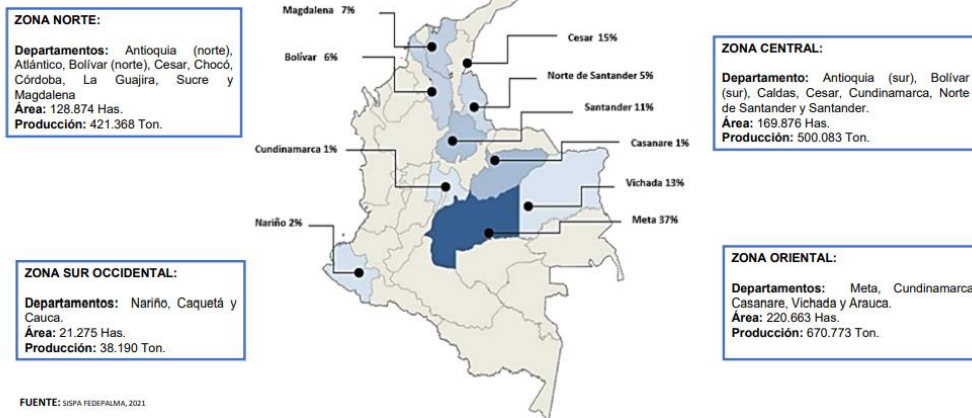 ZONA NORTE:
Departamentos: Antioquia (norte),
Atlántico, Bolívar (norte), Cesar, Chocó,
Córdoba, La Guajira, Sucre y
Magdalena
Área: 128.874 Has.
Producción: 421.368 Ton.
Magdalena 7%
Bolívar 6%
Cundinamarca 1%
Nariño 2%
Cesar 15%
Norte de Santander 5%
Santander 11%
Casanare 1%
Vichada 13%
Meta 37%
ZONA CENTRAL:
Departamento: Antioquia (sur), Bolívar
(sur), Caldas, Cesar, Cundinamarca, Norte
de Santander y Santander.
Área: 169.876 Has.
Producción: 500.083 Ton.
ZONA SUR OCCIDENTAL:
Departamentos: Nariño, Caquetá y
Cauca.
Área: 21.275 Has.
Producción: 38.190 Ton.
ZONA ORIENTAL:
Departamentos: Meta, Cundinamarca
Casanare, Vichada y Arauca.
Área: 220.663 Has.
Producción: 670.773 Ton.
FUENTE: SISPA FEDEPALMA, 2021